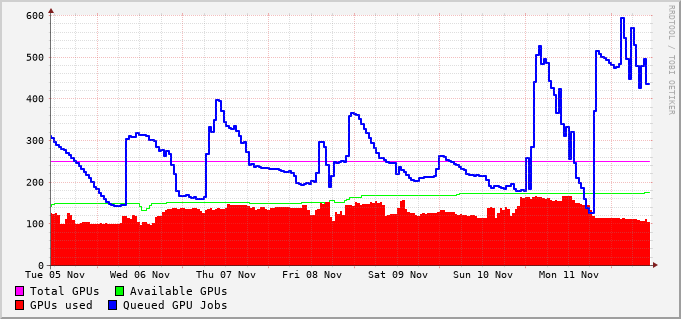 600
500
400
300
200
100
0
Tue 05 Nov Wed 06 Nov Thu 07 Nov Fri 08 Nov Sat 09 Nov Sun 10 Nov Mon 11 Nov
Total GPUs Available GPUs
GPUs used Queued GPU Jobs
RRDTOOL / TOBI OETIKER